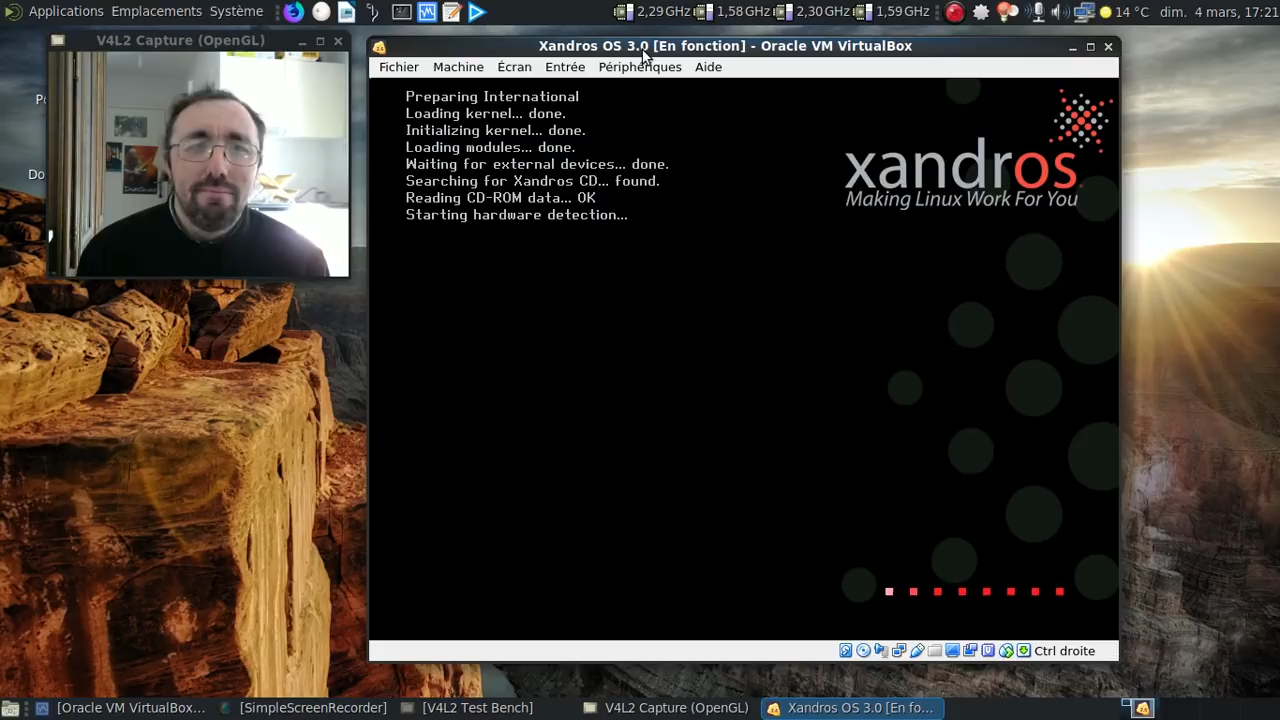 Applications Emplacements Système
2,29 GHz 1,58 GHz 2,30 GHz 1,59 GHz 14 °C dim. 4 mars, 17:21
V4L2 Capture (OpenGL)
Xandros OS 3.0 [En fonction] - Oracle VM VirtualBox
Fichier Machine Écran Entrée Périphériques Aide
Preparing International
Loading kernel... done.
Initializing kernel... done.
Loading modules... done.
Waiting for external devices... done.
Searching for Xandros CD... found.
Reading CD-ROM data... OK
Starting hardware detection...
xandros
Making Linux Work For You
Ctrl droite
[Oracle VM VirtualBox... [SimpleScreenRecorder] [V4L2 Test Bench] V4L2 Capture (OpenGL) Xandros OS 3.0 [En fo...